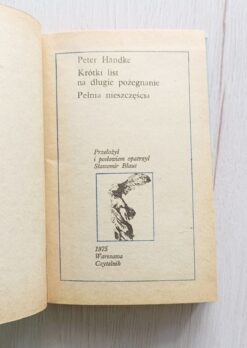 Peter Handke
Krótki list
na długie pożegnanie
Pełnia nieszczęścia
Przełożył
i posłowiem opatrzył
Sławomir Błaut
1975
Warszawa
Czytelnik